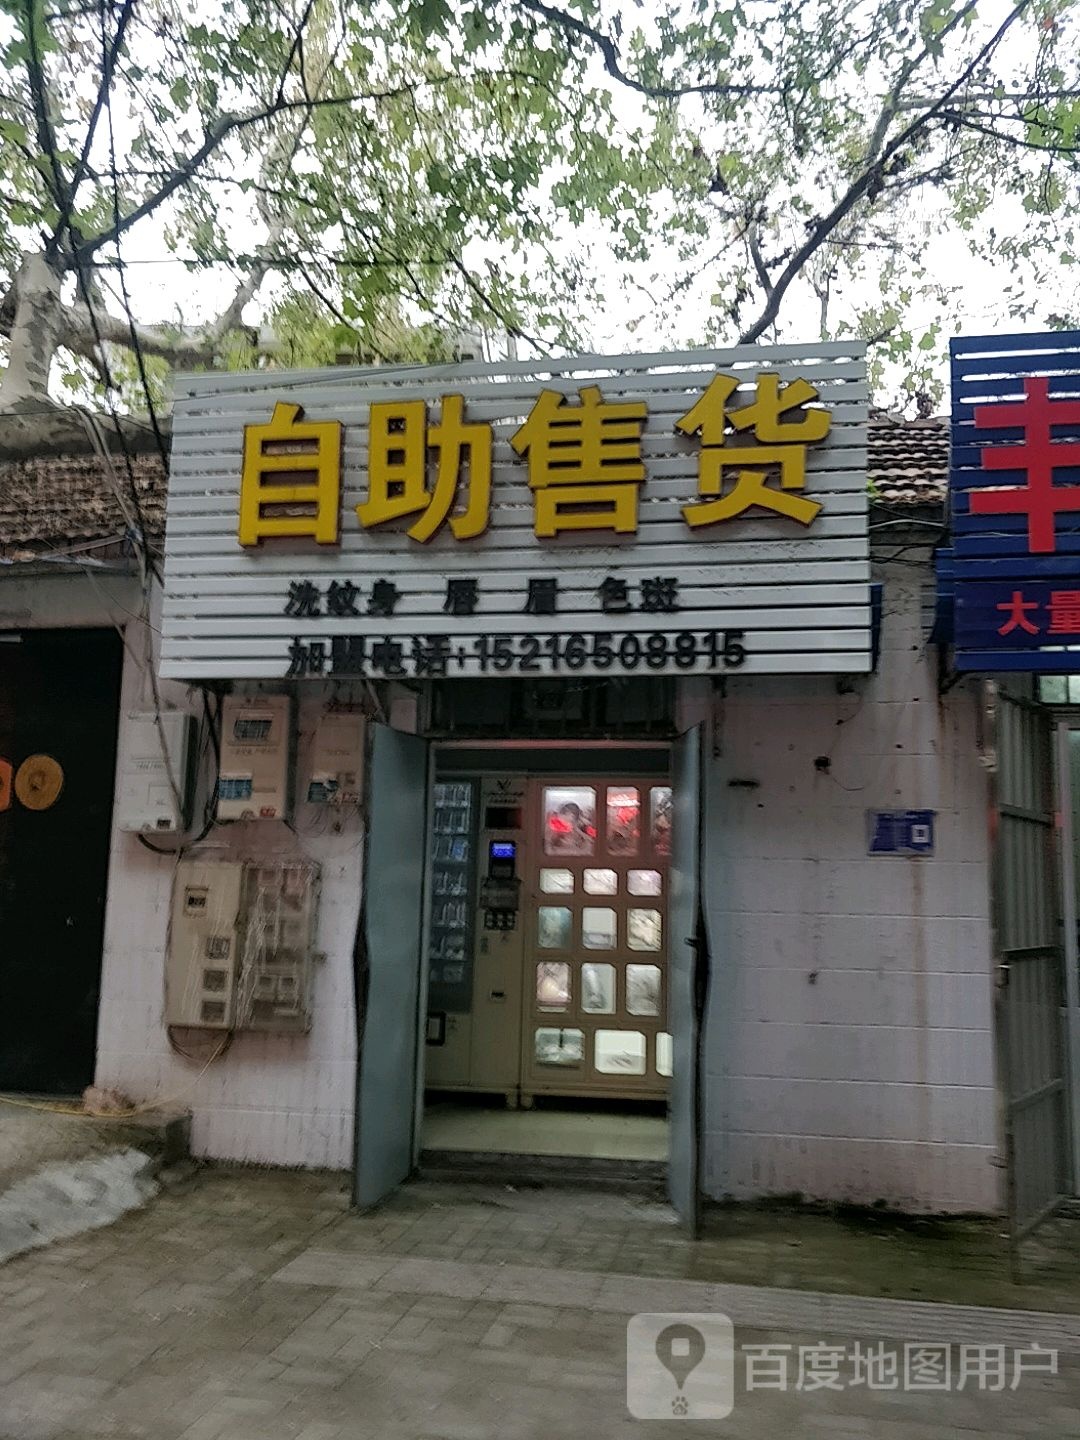 自助售货
洗纹身 唇 眉 色斑
加盟电话:15216508815
丰
大量
百度地图用户